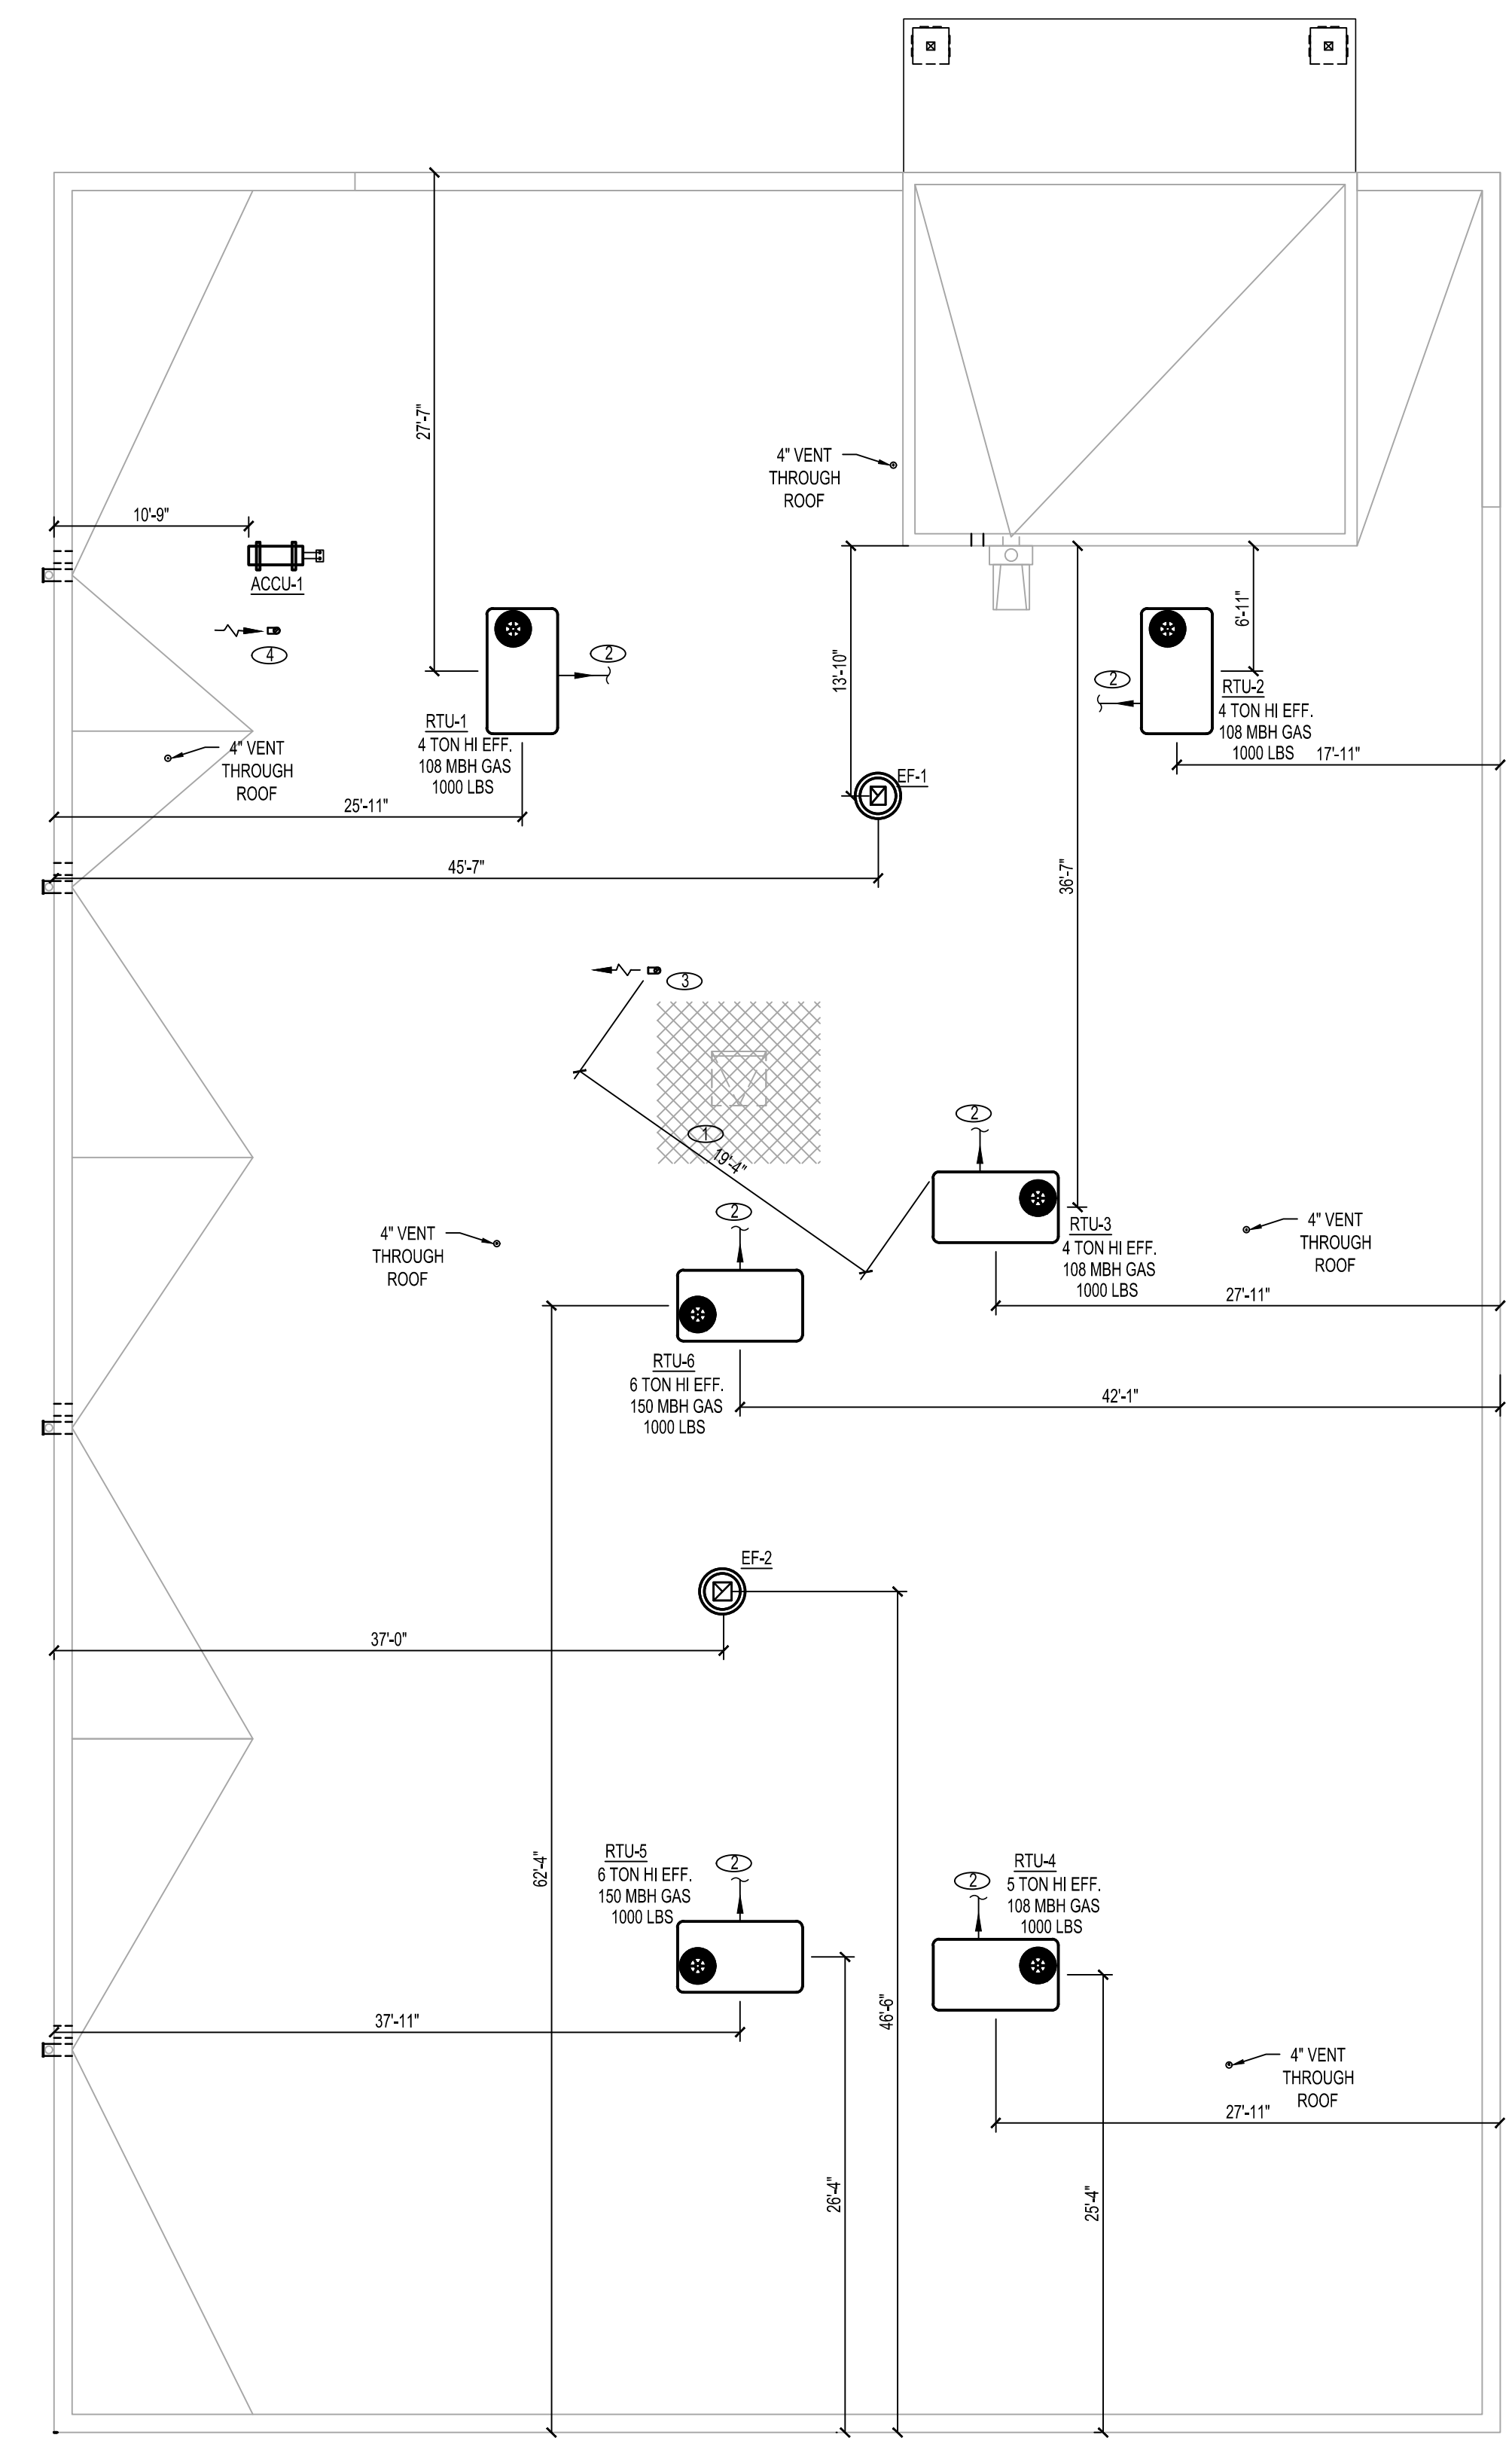 27'-7"
4" VENT
THROUGH
ROOF
10'-9"
ACCU-1
4
2
13'-10"
6'-11"
2
RTU-2
4 TON HI EFF.
108 MBH GAS
1000 LBS
17'-11"
RTU-1
4 TON HI EFF.
108 MBH GAS
1000 LBS
4" VENT
THROUGH
ROOF
EF-1
25'-11"
45'-7"
36'-7"
3
1
19'-4"
2
2
4" VENT
THROUGH
ROOF
RTU-3
4 TON HI EFF.
108 MBH GAS
1000 LBS
4" VENT
THROUGH
ROOF
27'-11"
RTU-6
6 TON HI EFF.
150 MBH GAS
1000 LBS
42'-1"
EF-2
37'-0"
62'-4"
RTU-5
6 TON HI EFF.
150 MBH GAS
1000 LBS
2
RTU-4
5 TON HI EFF.
108 MBH GAS
1000 LBS
2
46'-6"
37'-11"
4" VENT
THROUGH
ROOF
27'-11"
26'-4"
25'-4"